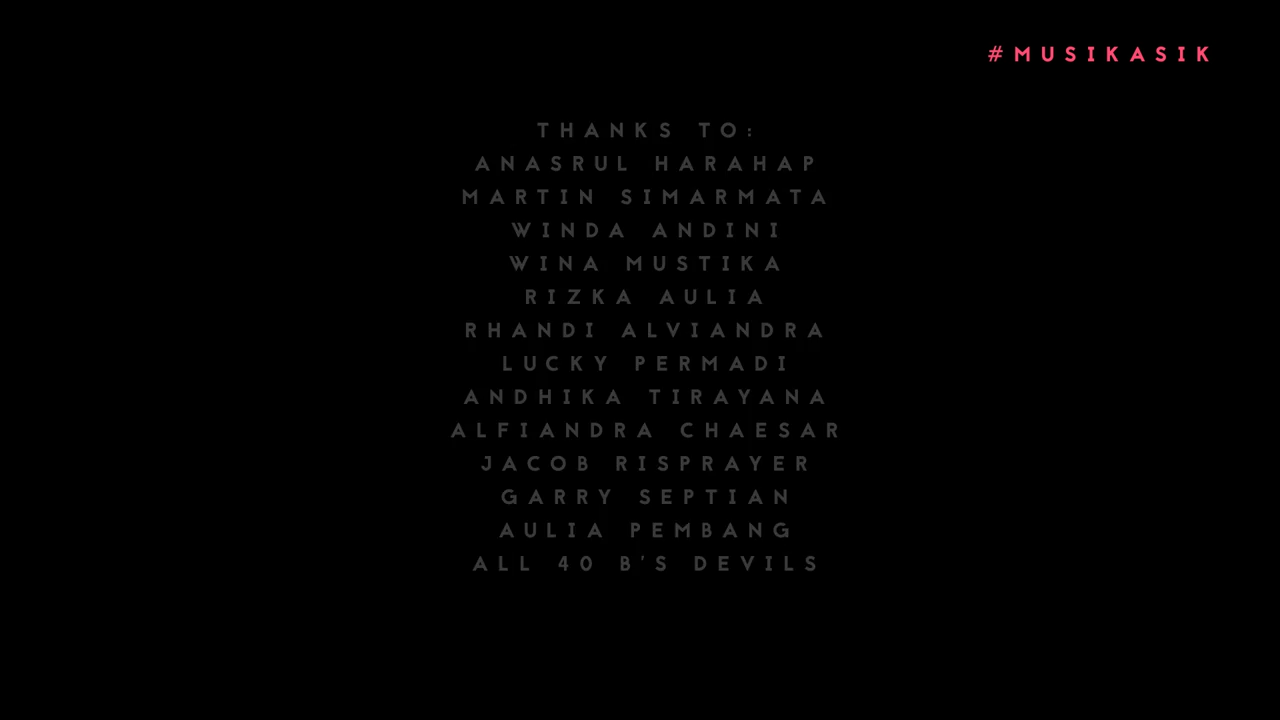 #MUSIKASIK
THANKS TO:
ANASRUL HARAHAP
MARTIN SIMARMATA
WINDA ANDINI
WINA MUSTIKA
RIZKA AULIA
RHANDI ALVIANDRA
LUCKY PERMADI
ANDHIKA TIRAYANA
ALFIANDRA CHAESAR
JACOB RISPRAYER
GARRY SEPTIAN
AULIA PEMBANG
ALL 40 B'S DEVILS